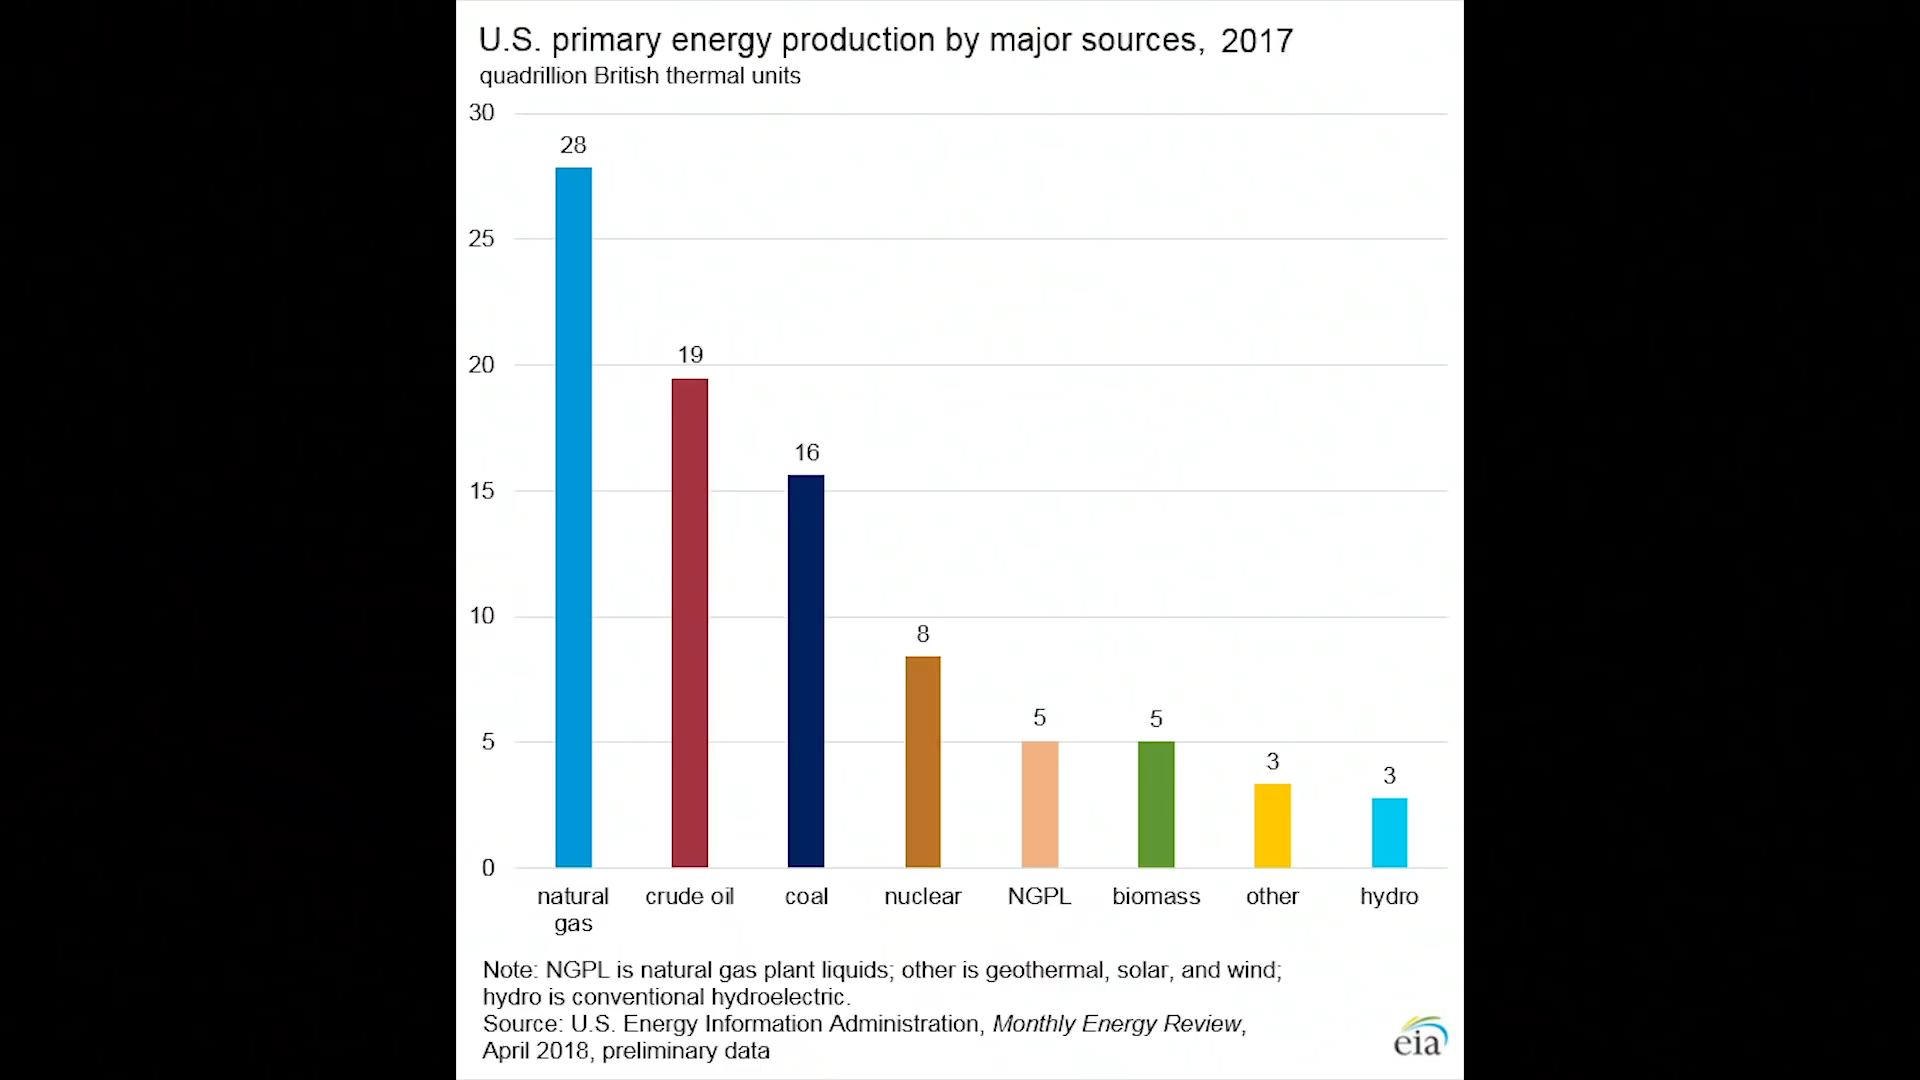 U.S. primary energy production by major sources, 2017
quadrillion British thermal units
30
28
25
20
19
16
15
10
8
5
5
5
3
3
0
natural gas
crude oil
coal
nuclear
NGPL
biomass
other
hydro
Note: NGPL is natural gas plant liquids; other is geothermal, solar, and wind;
hydro is conventional hydroelectric.
Source: U.S. Energy Information Administration, Monthly Energy Review,
April 2018, preliminary data
eia